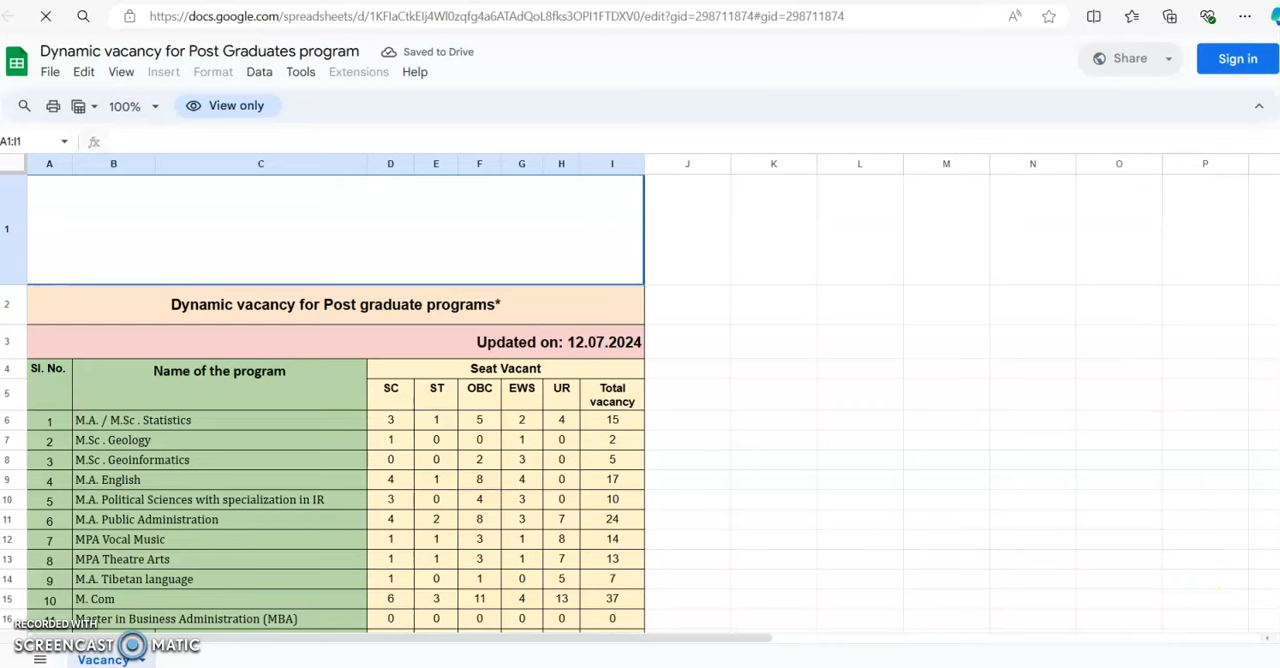 https://docs.google.com/spreadsheets/d/1KFlaCtkEIj4Wl0zqfg4a6ATAdQoL8fks3OPI1FTDXV0/edit?gid=298711874#gid=298711874
Dynamic vacancy for Post Graduates program Saved to Drive
Share Sign in
File Edit View Insert Format Data Tools Extensions Help
100% View only
A1:I1 fx
A B C D E F G H I J K L M N O P
1
2 Dynamic vacancy for Post graduate programs*
3 Updated on: 12.07.2024
4 Sl. No. Name of the program Seat Vacant
5 SC ST OBC EWS UR Total vacancy
6 1 M.A. / M.Sc . Statistics 3 1 5 2 4 15
7 2 M.Sc . Geology 1 0 0 1 0 2
8 3 M.Sc . Geoinformatics 0 0 2 3 0 5
9 4 M.A. English 4 1 8 4 0 17
10 5 M.A. Political Sciences with specialization in IR 3 0 4 3 0 10
11 6 M.A. Public Administration 4 2 8 3 7 24
12 7 MPA Vocal Music 1 1 3 1 8 14
13 8 MPA Theatre Arts 1 1 3 1 7 13
14 9 M.A. Tibetan language 1 0 1 0 5 7
15 10 M. Com 6 3 11 4 13 37
16 Master in Business Administration (MBA) 0 0 0 0 0 0
RECORDED WITH
SCREENCAST MATIC
Vacancy